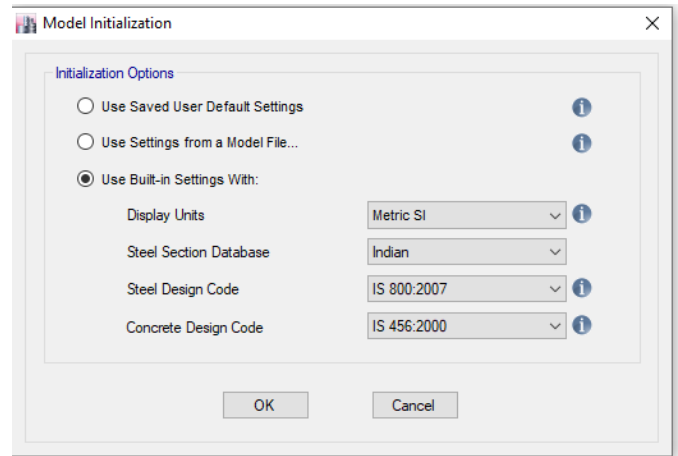 Model Initialization
Initialization Options
Use Saved User Default Settings
Use Settings from a Model File...
Use Built-in Settings With:
Display Units Metric SI
Steel Section Database Indian
Steel Design Code IS 800:2007
Concrete Design Code IS 456:2000
OK Cancel